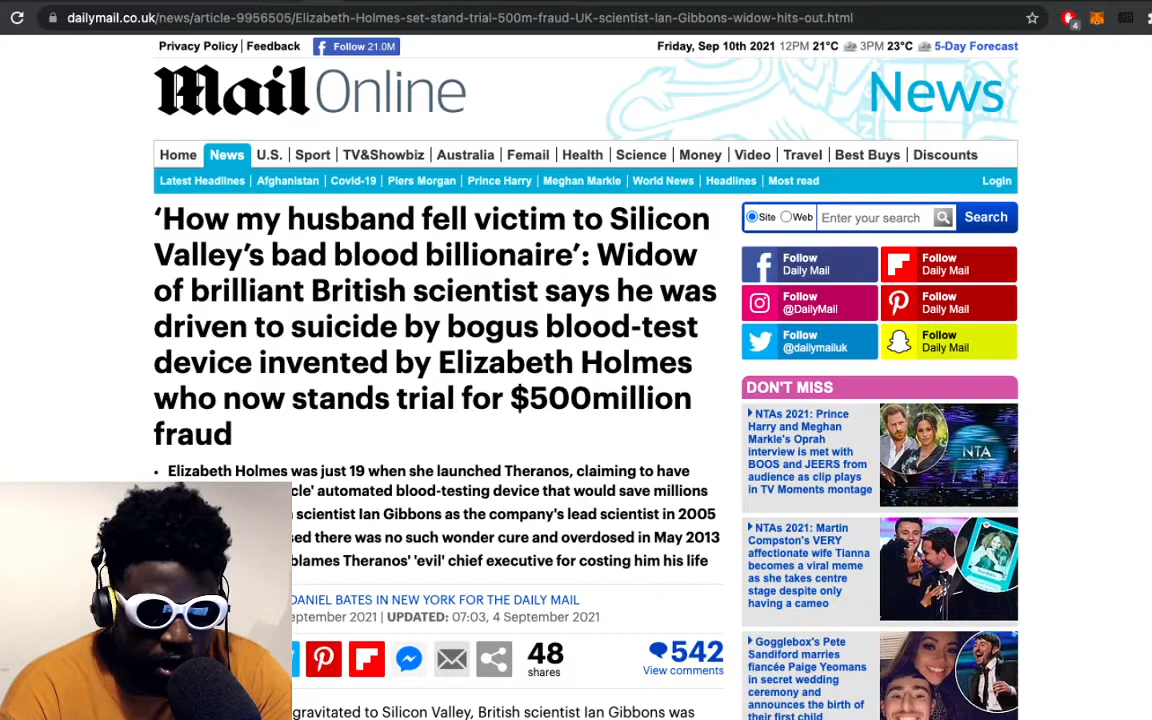 dailymail.co.uk/news/article-9956505/Elizabeth-Holmes-set-stand-trial-500m-fraud-UK-scientist-Ian-Gibbons-widow-hits-out.html
4
Privacy Policy | Feedback
Follow 21.0M
Friday, Sep 10th 2021 12PM 21°C 3PM 23°C 5-Day Forecast
Mail Online
News
Home News U.S. | Sport | TV&Showbiz | Australia | Femail | Health | Science | Money | Video | Travel | Best Buys | Discounts
Latest Headlines | Afghanistan | Covid-19 | Piers Morgan | Prince Harry | Meghan Markle | World News | Headlines | Most read
Login
‘How my husband fell victim to Silicon
Valley’s bad blood billionaire’: Widow
of brilliant British scientist says he was
driven to suicide by bogus blood-test
device invented by Elizabeth Holmes
who now stands trial for $500million
fraud
• Elizabeth Holmes was just 19 when she launched Theranos, claiming to have
cle' automated blood-testing device that would save millions
scientist Ian Gibbons as the company's lead scientist in 2005
sed there was no such wonder cure and overdosed in May 2013
blames Theranos' 'evil' chief executive for costing him his life
DANIEL BATES IN NEW YORK FOR THE DAILY MAIL
eptember 2021 | UPDATED: 07:03, 4 September 2021
48
shares
542
View comments
gravitated to Silicon Valley, British scientist Ian Gibbons was
Site Web Enter your search Search
Follow
Daily Mail
Follow
Daily Mail
Follow
@DailyMail
Follow
Daily Mail
Follow
@dailymailuk
Follow
Daily Mail
DON'T MISS
NTAs 2021: Prince
Harry and Meghan
Markle's Oprah
interview is met with
BOOS and JEERS from
audience as clip plays
in TV Moments montage
NTA
NTAs 2021: Martin
Compston's VERY
affectionate wife Tianna
becomes a viral meme
as she takes centre
stage despite only
having a cameo
Gogglebox's Pete
Sandiford marries
fiancée Paige Yeomans
in secret wedding
ceremony and
announces the birth of
their first child